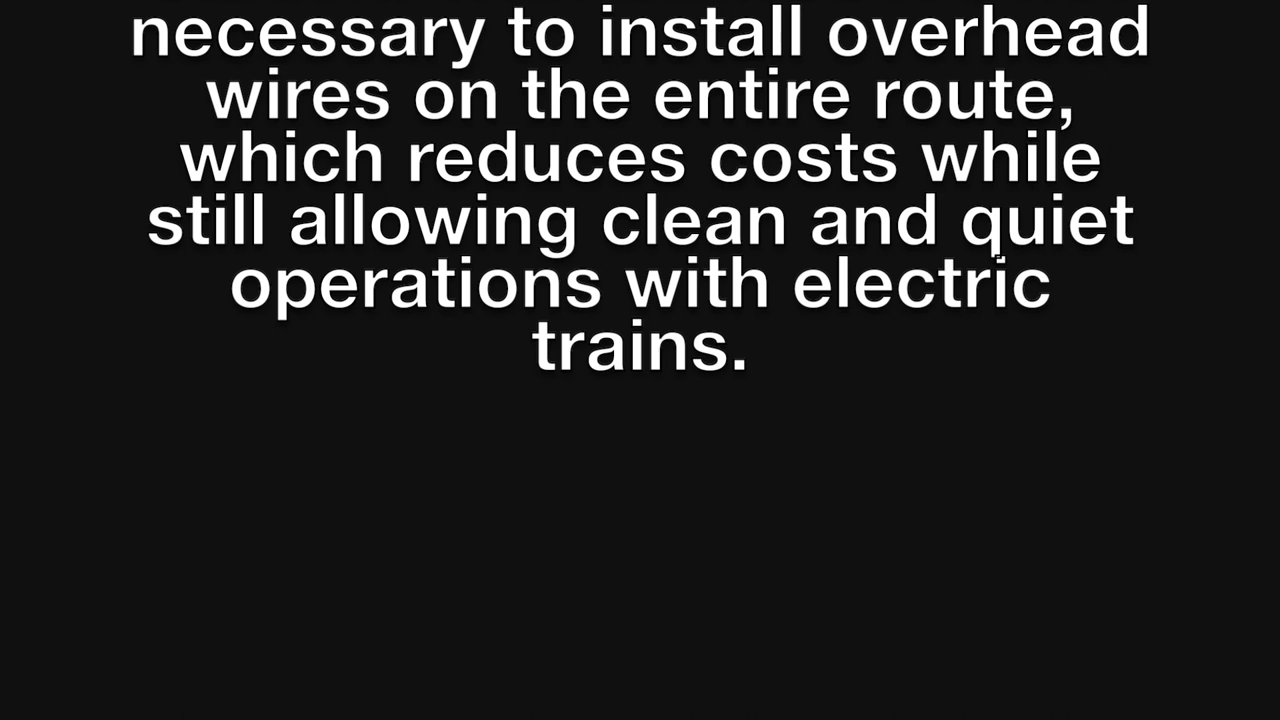 necessary to install overhead
wires on the entire route,
which reduces costs while
still allowing clean and quiet
operations with electric
trains.